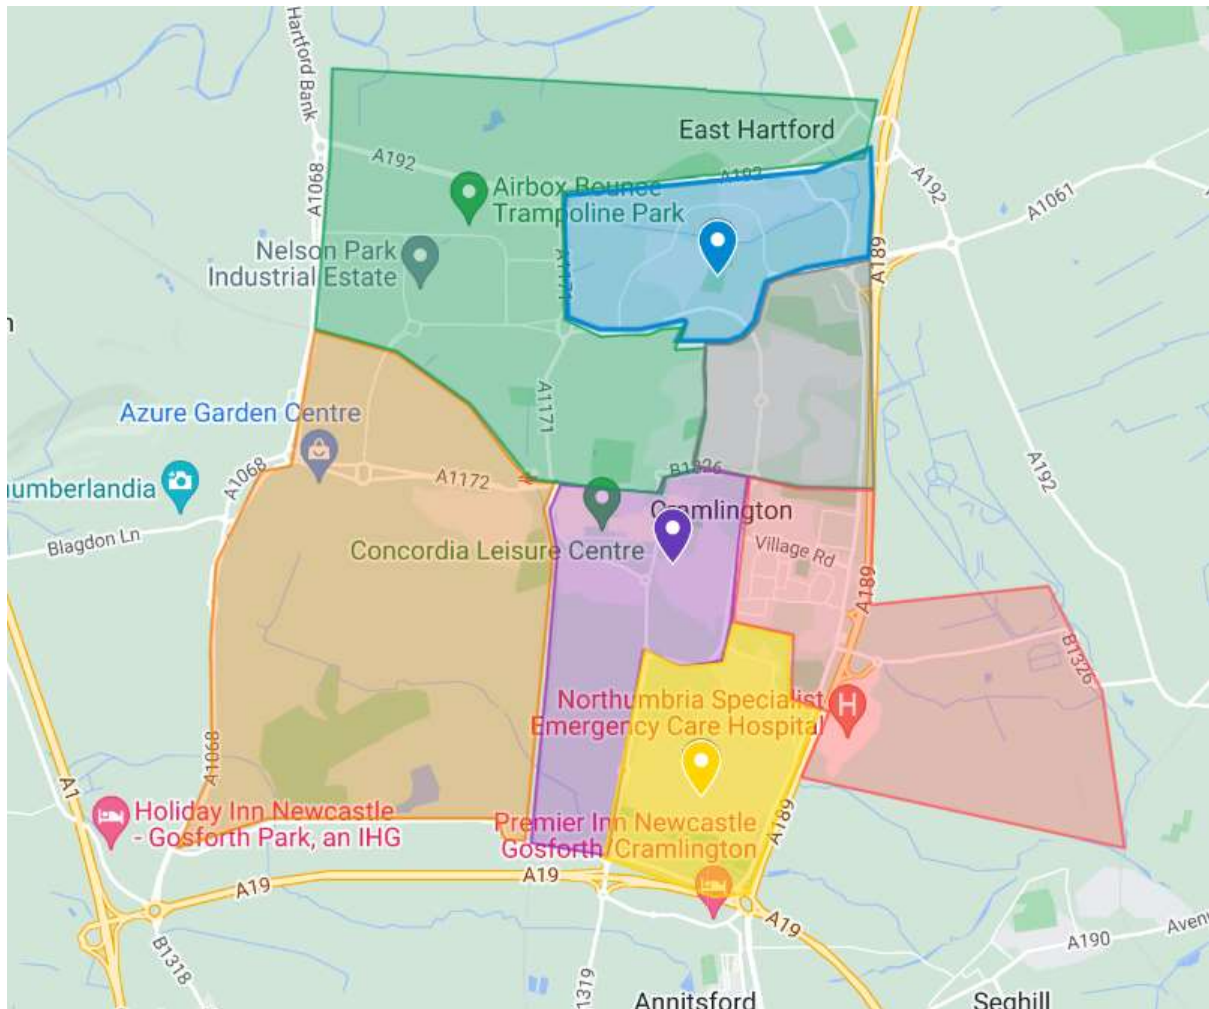 Hartford Bank
A192
A1068
East Hartford
A192
A192
A1061
Airbox Bounce
Trampoline Park
A189
Nelson Park
Industrial Estate
A1171
n
A1171
Azure Garden Centre
A1068
A1172
B1326
A192
umberlandia
Blagdon Ln
Cramlington
Village Rd
Concordia Leisure Centre
A189
B1326
Northumbria Specialist
Emergency Care Hospital
H
A1068
A1
Holiday Inn Newcastle
- Gosforth Park, an IHG
Premier Inn Newcastle
Gosforth/Cramlington
A189
A19
A19
A19
B1318
B1319
A190
Avenu
Annitsford
Seghill